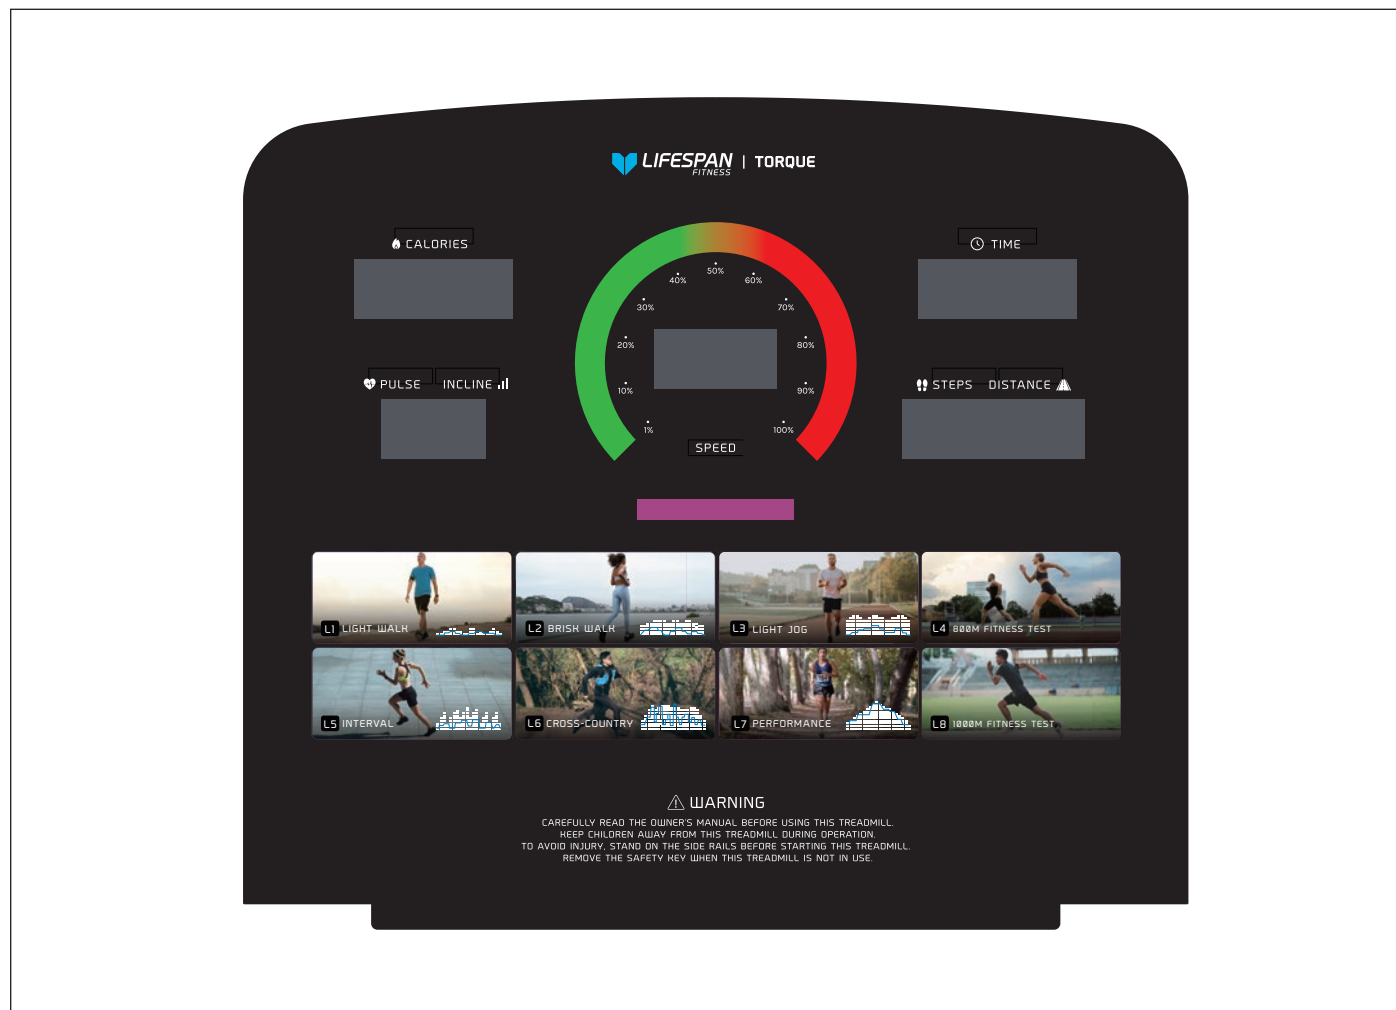 LIFESPAN | TORQUE
FITNESS
CALORIES
TIME
50%
40% 60%
30% 70%
20% 80%
PULSE INCLINE
STEPS DISTANCE
10% 90%
1% 100%
SPEED
L1 LIGHT WALK
L2 BRISK WALK
L3 LIGHT JOG
L4 800M FITNESS TEST
L5 INTERVAL
L6 CROSS-COUNTRY
L7 PERFORMANCE
L8 1000M FITNESS TEST
WARNING
CAREFULLY READ THE OWNER'S MANUAL BEFORE USING THIS TREADMILL.
KEEP CHILDREN AWAY FROM THIS TREADMILL DURING OPERATION.
TO AVOID INJURY, STAND ON THE SIDE RAILS BEFORE STARTING THIS TREADMILL.
REMOVE THE SAFETY KEY WHEN THIS TREADMILL IS NOT IN USE.